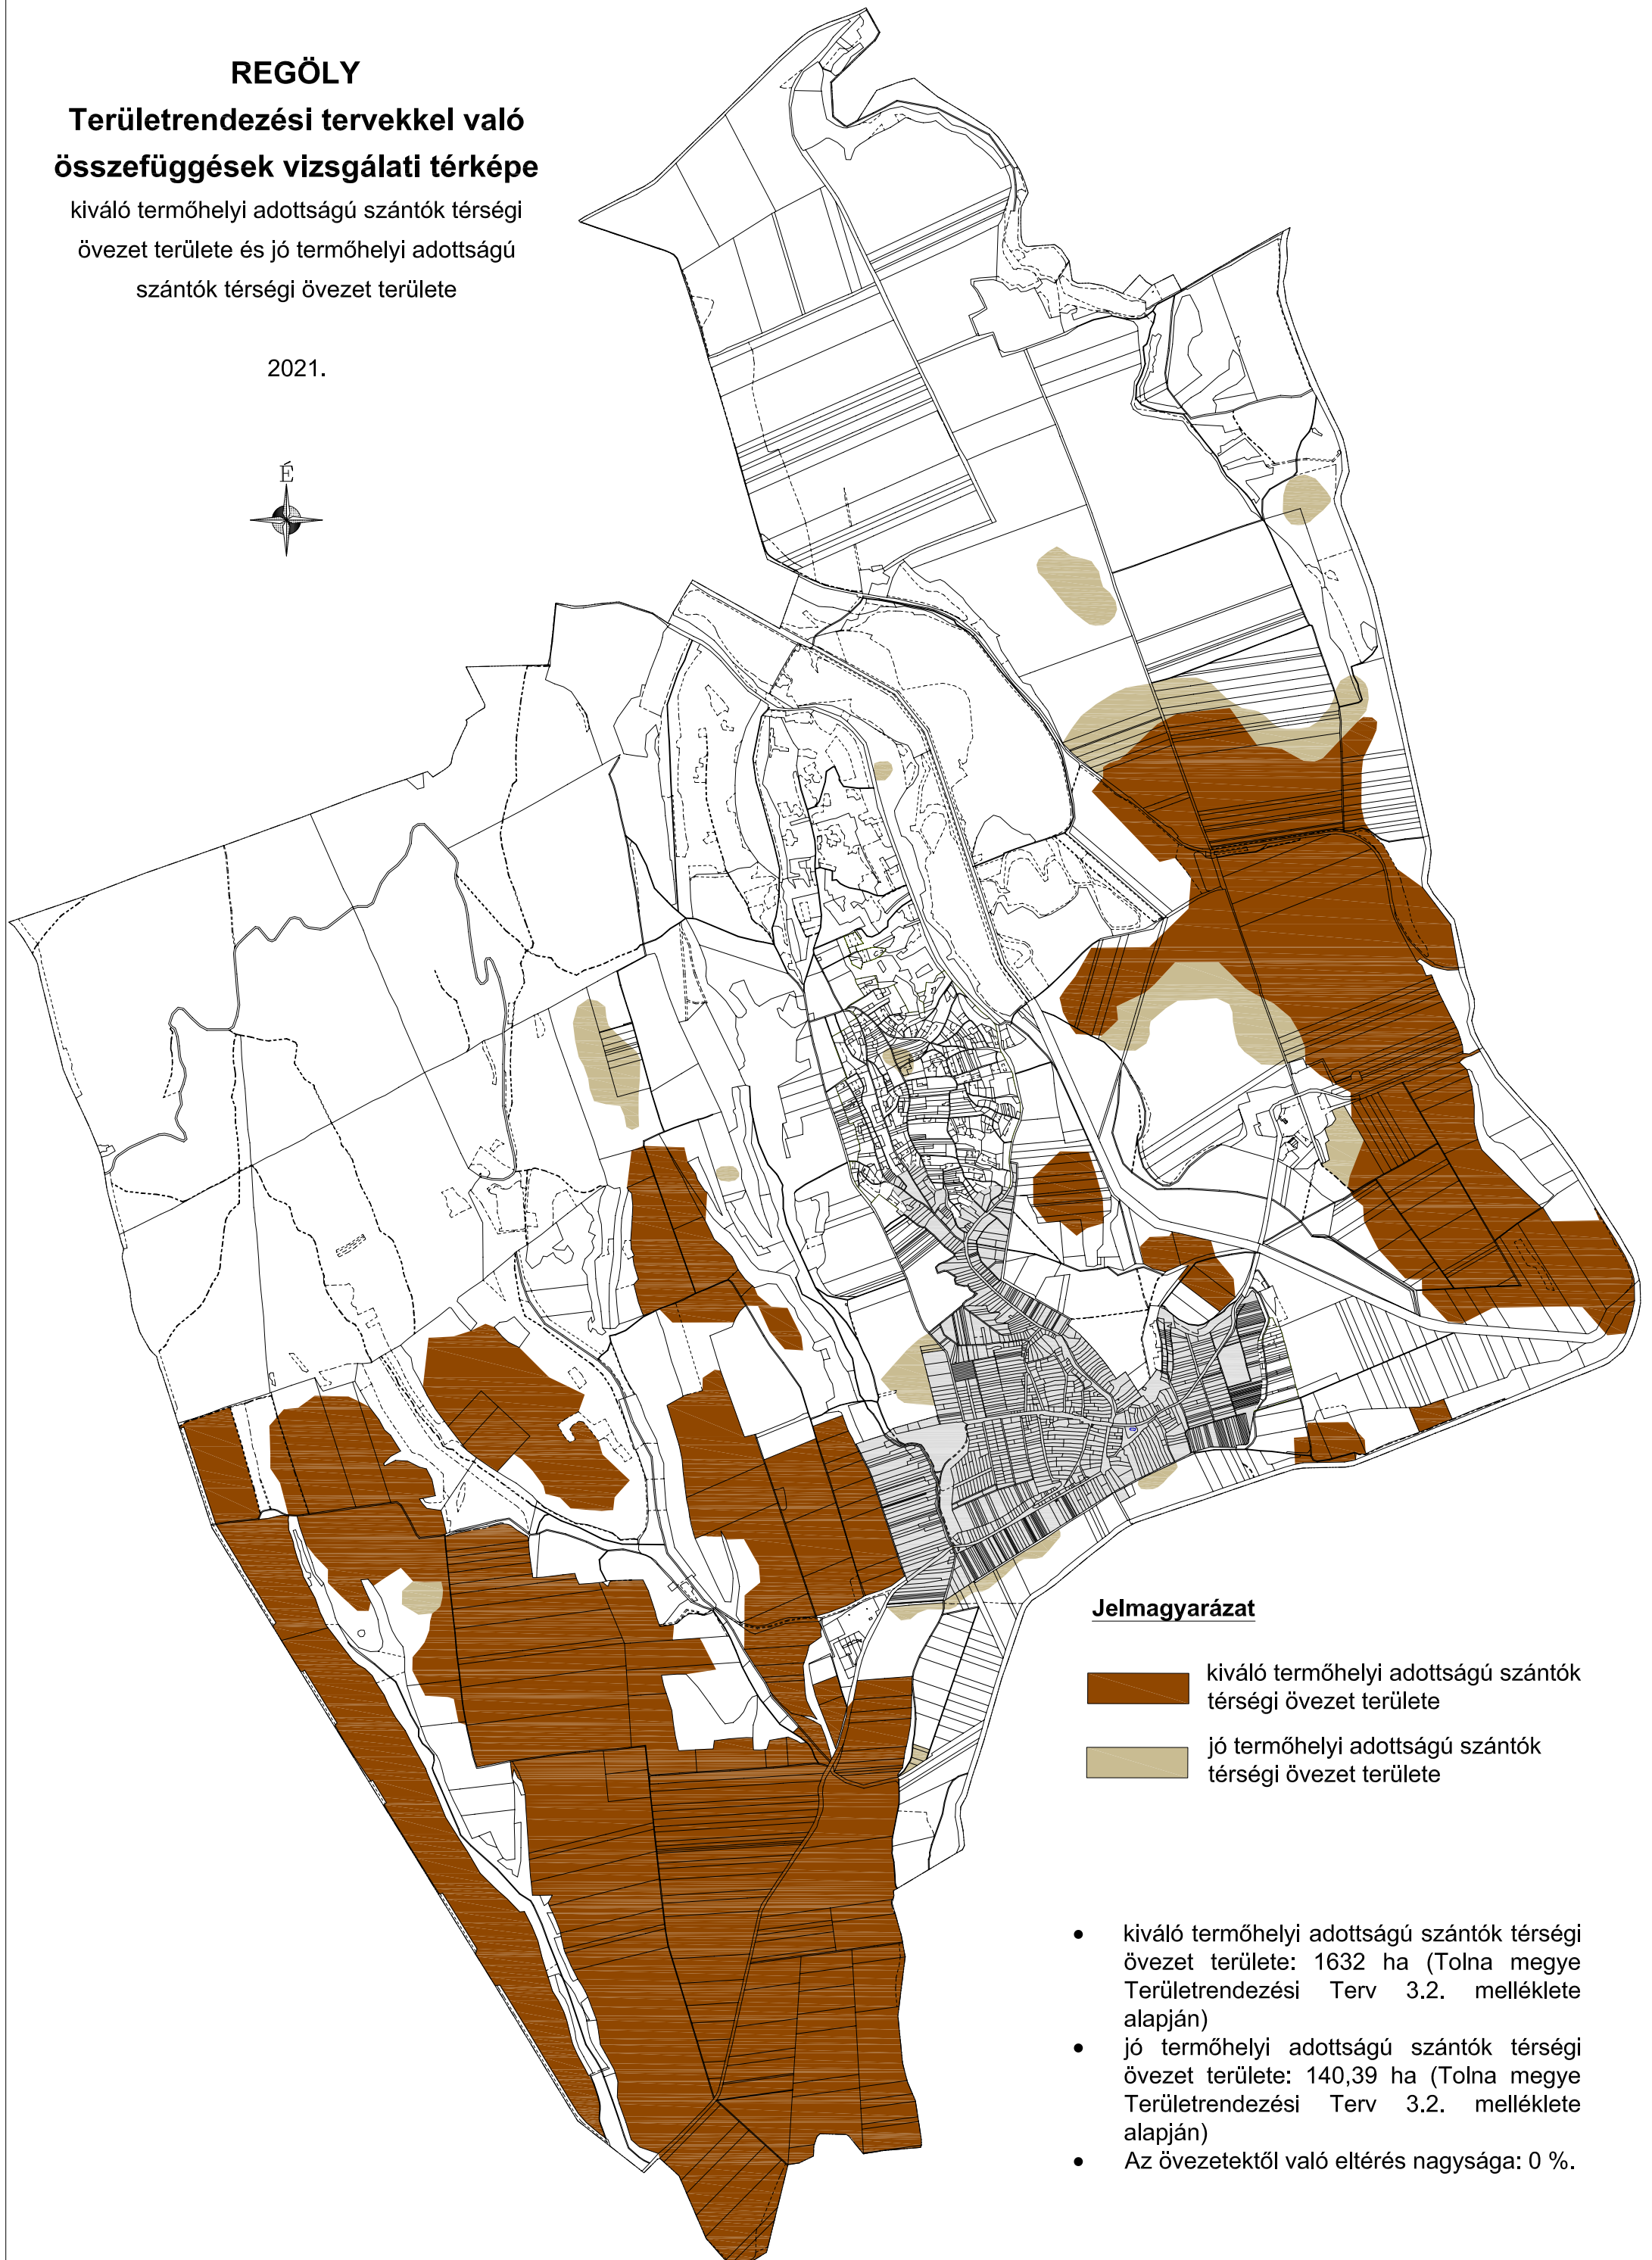 REGÖLY
Területrendezési tervekkel való
összefüggések vizsgálati térképe
kiváló termőhelyi adottságú szántók térségi
övezet területe és jó termőhelyi adottságú
szántók térségi övezet területe
2021.
É
Jelmagyarázat
kiváló termőhelyi adottságú szántók
térségi övezet területe
jó termőhelyi adottságú szántók
térségi övezet területe
• kiváló termőhelyi adottságú szántók térségi
övezet területe: 1632 ha (Tolna megye
Területrendezési Terv 3.2. melléklete
alapján)
• jó termőhelyi adottságú szántók térségi
övezet területe: 140,39 ha (Tolna megye
Területrendezési Terv 3.2. melléklete
alapján)
• Az övezetektől való eltérés nagysága: 0 %.